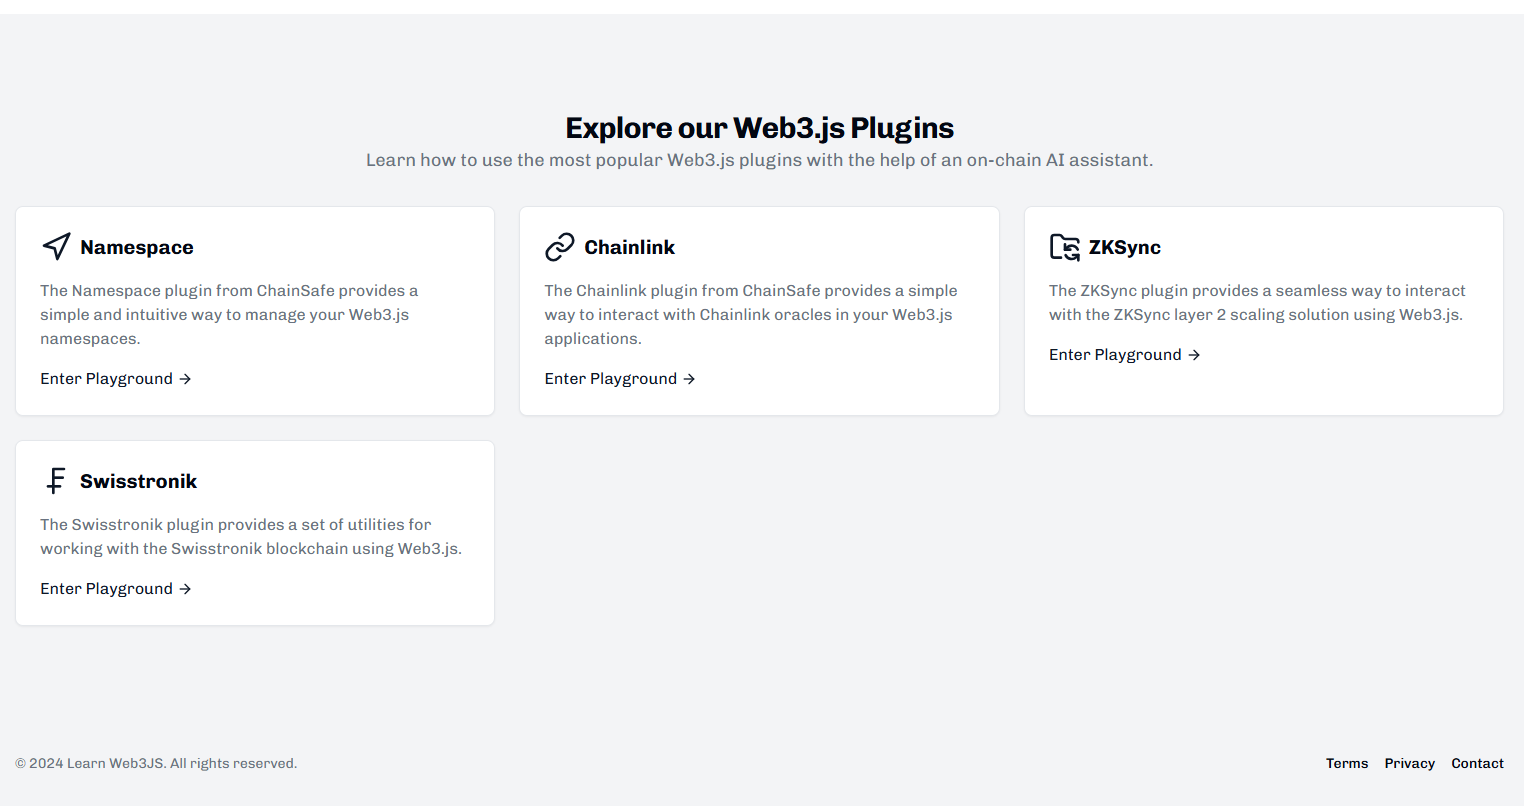 Explore our Web3.js Plugins
Learn how to use the most popular Web3.js plugins with the help of an on-chain AI assistant.
Namespace
The Namespace plugin from ChainSafe provides a
simple and intuitive way to manage your Web3.js
namespaces.
Enter Playground →
Chainlink
The Chainlink plugin from ChainSafe provides a simple
way to interact with Chainlink oracles in your Web3.js
applications.
Enter Playground →
ZKSync
The ZKSync plugin provides a seamless way to interact
with the ZKSync layer 2 scaling solution using Web3.js.
Enter Playground →
Swisstronik
The Swisstronik plugin provides a set of utilities for
working with the Swisstronik blockchain using Web3.js.
Enter Playground →
© 2024 Learn Web3JS. All rights reserved.
Terms Privacy Contact